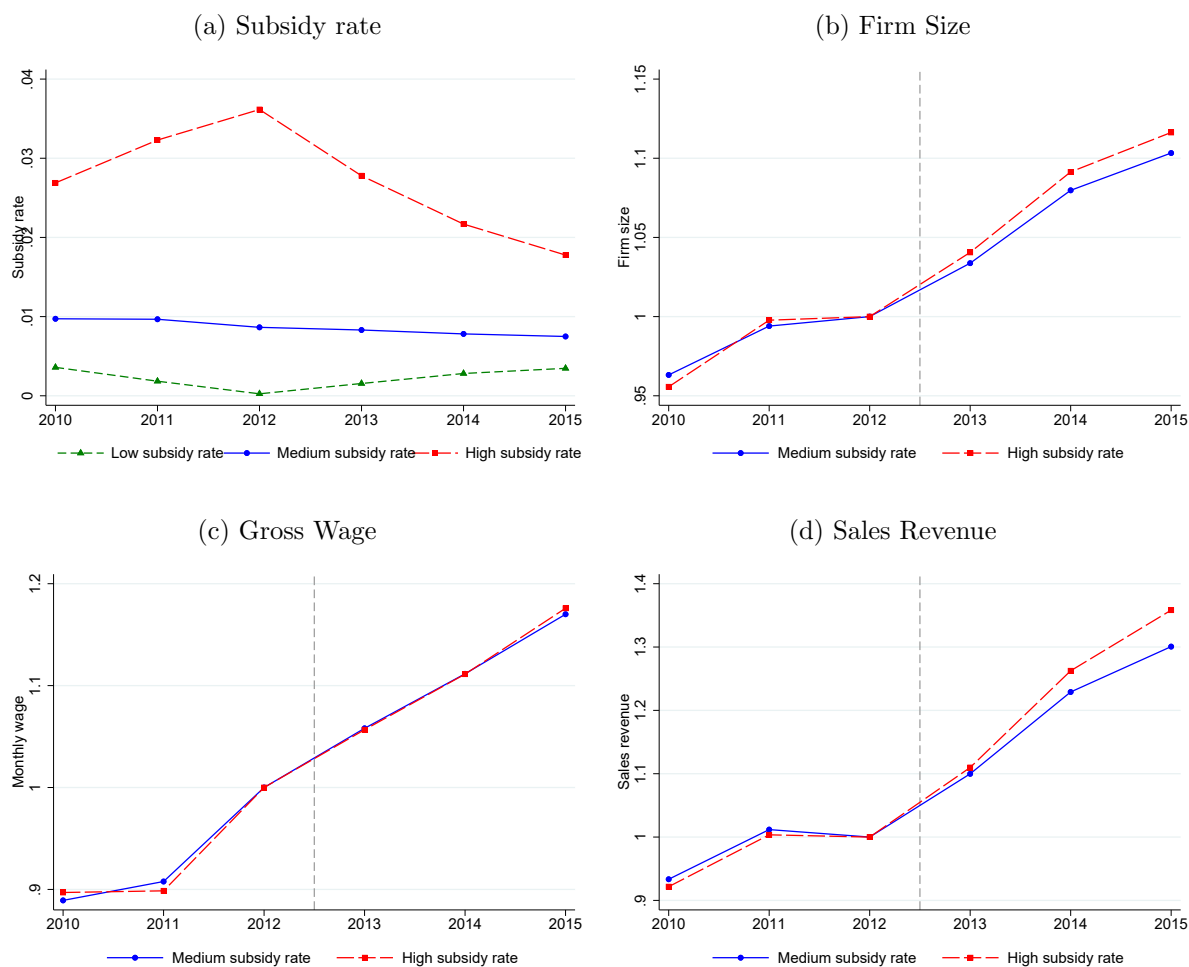 (a) Subsidy rate
Subsidy rate
.04
.03
.02
.01
0
2010 2011 2012 2013 2014 2015
Low subsidy rate Medium subsidy rate High subsidy rate
(b) Firm Size
Firm size
1.15
1.1
1.05
1
.95
2010 2011 2012 2013 2014 2015
Medium subsidy rate High subsidy rate
(c) Gross Wage
Monthly wage
1.2
1.1
1
.9
2010 2011 2012 2013 2014 2015
Medium subsidy rate High subsidy rate
(d) Sales Revenue
Sales revenue
1.4
1.3
1.2
1.1
1
.9
2010 2011 2012 2013 2014 2015
Medium subsidy rate High subsidy rate